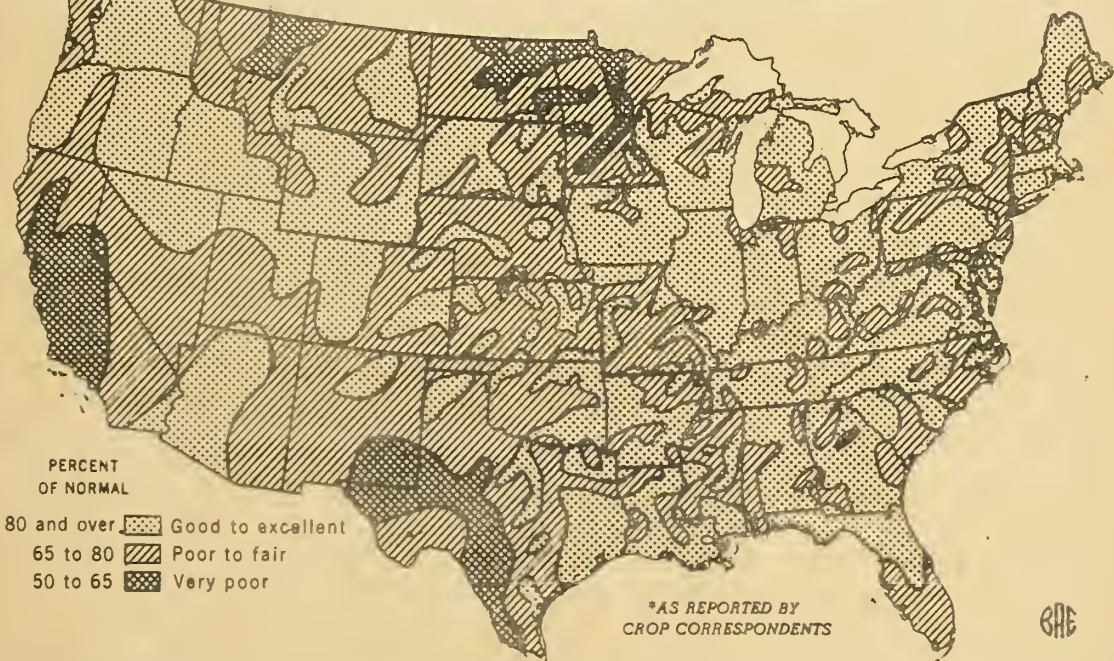 PERCENT
OF NORMAL
80 and over Good to excellent
65 to 80 Poor to fair
50 to 65 Very poor
*AS REPORTED BY
CROP CORRESPONDENTS
BAE